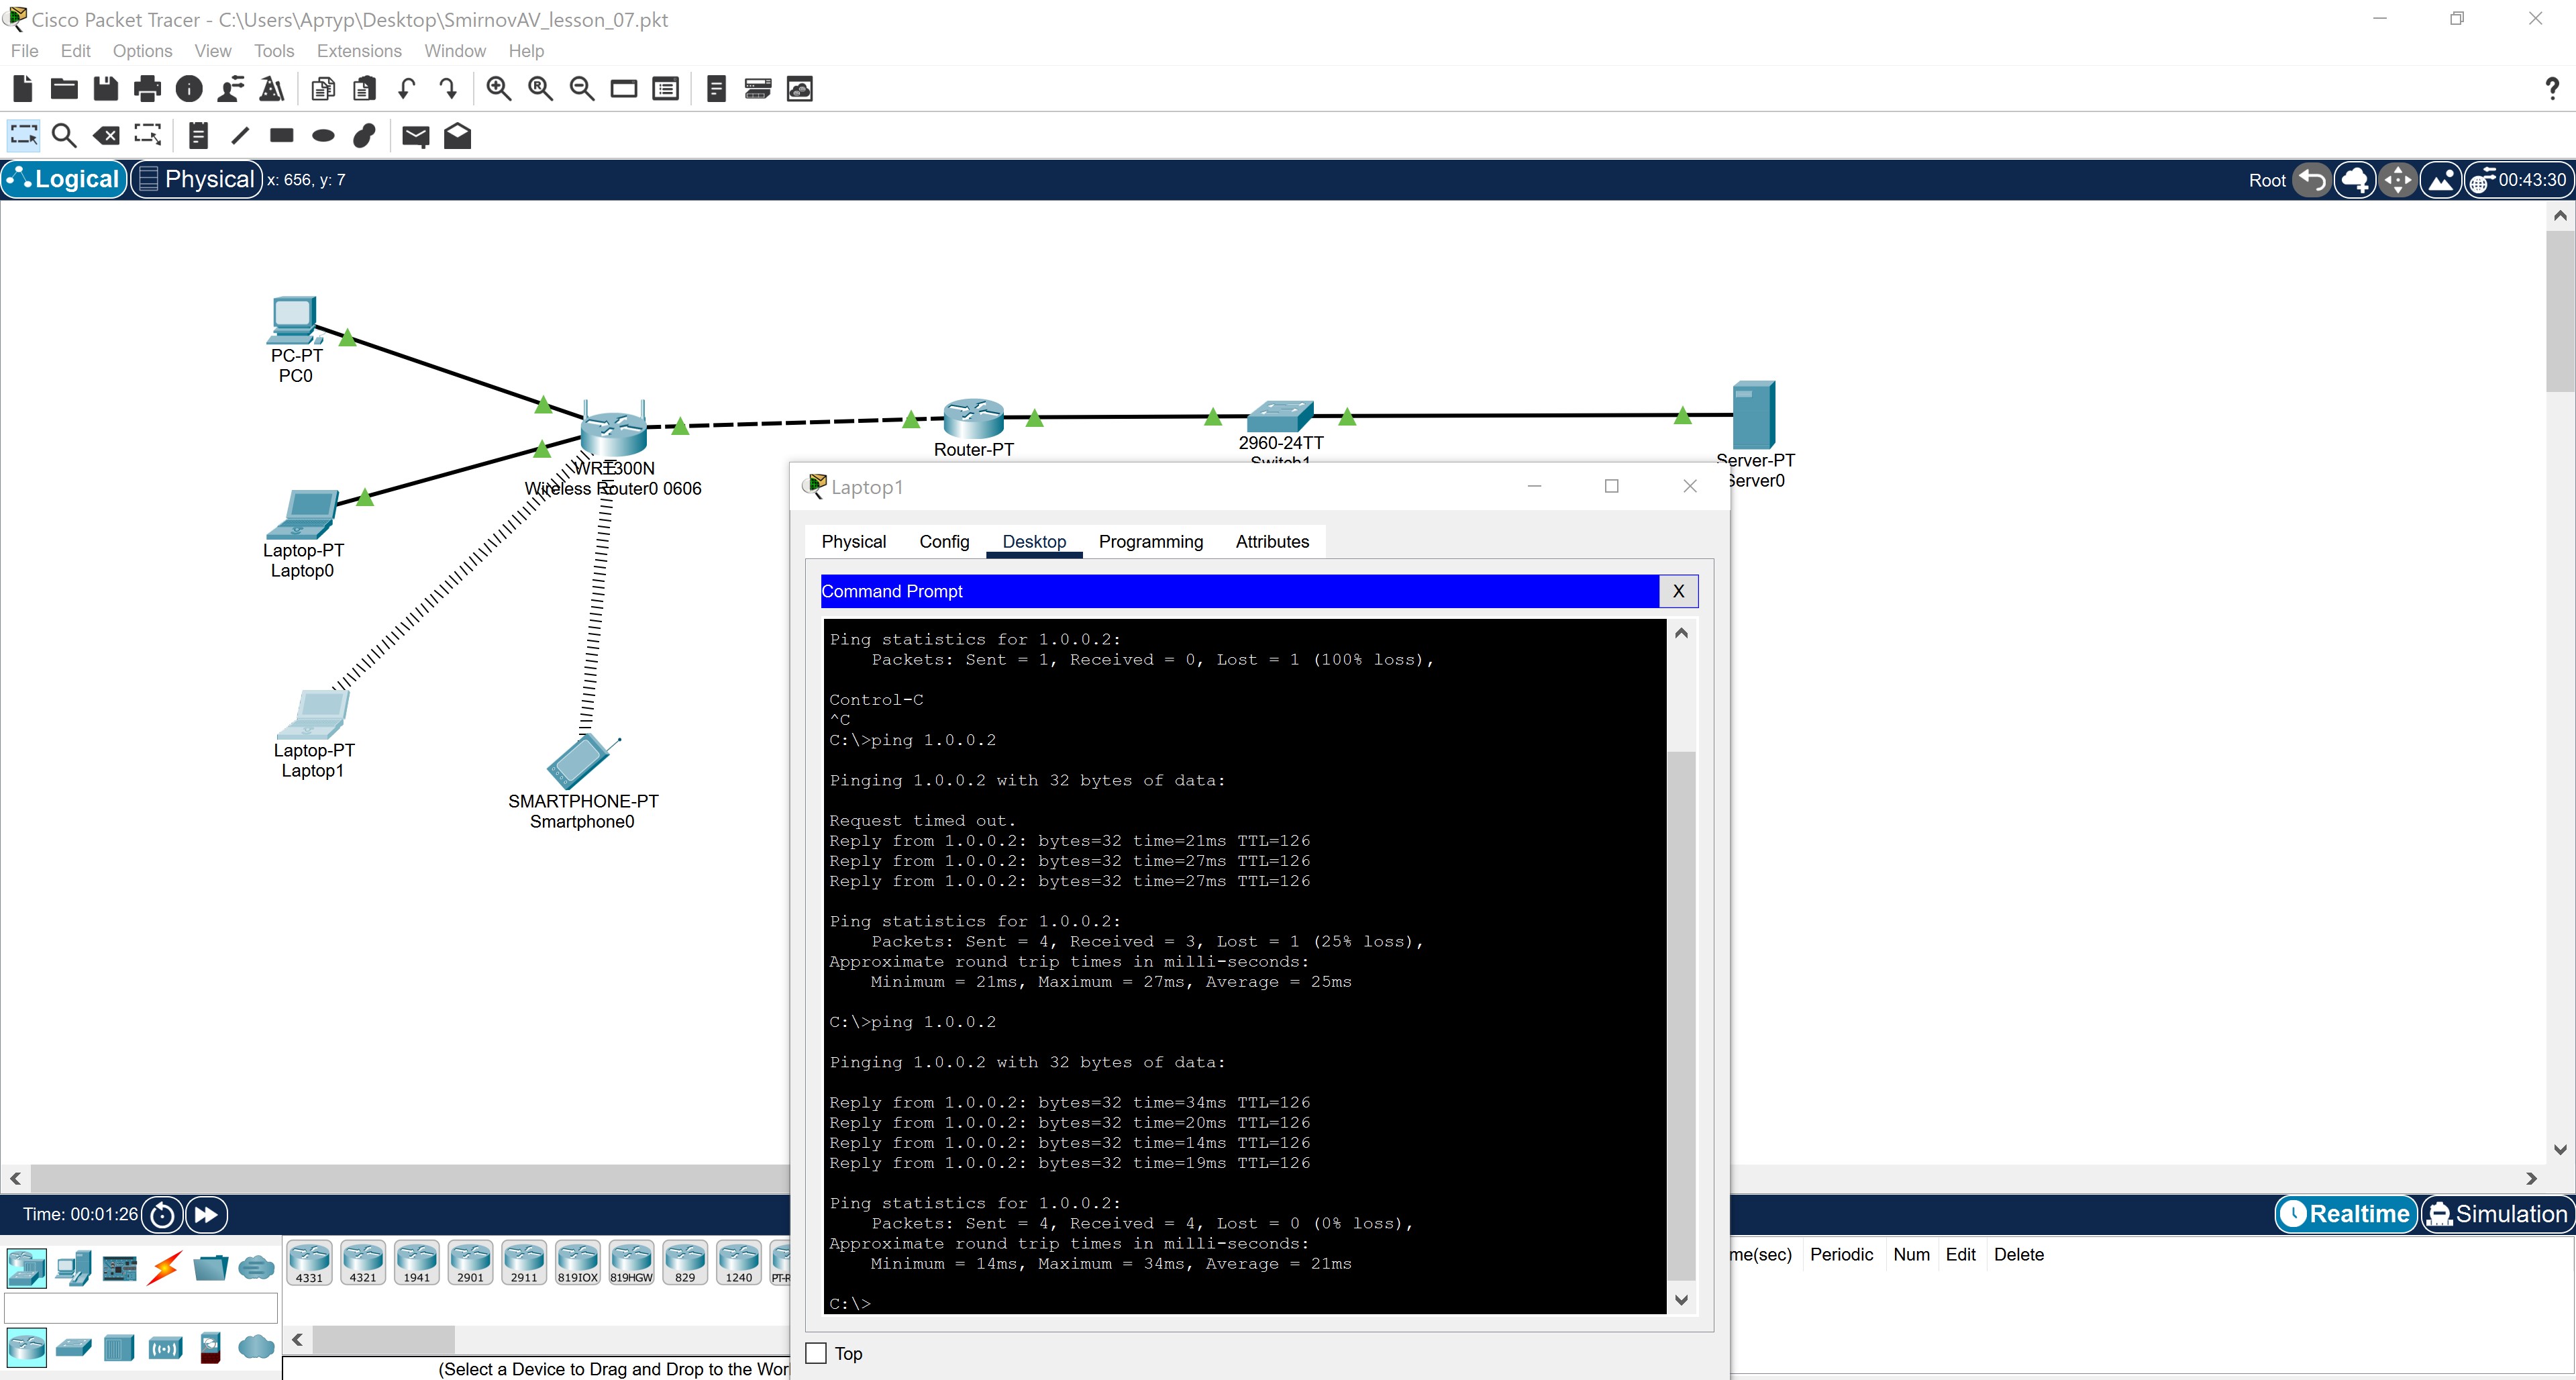 Cisco Packet Tracer - C:\Users\Артур\Desktop\SmirnovAV_lesson_07.pkt
File Edit Options View Tools Extensions Window Help
Logical Physical x: 656, y: 7 Root 00:43:30
PC-PT
PC0
Router-PT
2960-24TT
Switch1
Server-PT
Server0
WRT300N
Wireless Router0 0606
Laptop-PT
Laptop0
Laptop-PT
Laptop1
SMARTPHONE-PT
Smartphone0
Laptop1
Physical Config Desktop Programming Attributes
Command Prompt X
Ping statistics for 1.0.0.2:
Packets: Sent = 1, Received = 0, Lost = 1 (100% loss),
Control-C
^C
C:\>ping 1.0.0.2
Pinging 1.0.0.2 with 32 bytes of data:
Request timed out.
Reply from 1.0.0.2: bytes=32 time=21ms TTL=126
Reply from 1.0.0.2: bytes=32 time=27ms TTL=126
Reply from 1.0.0.2: bytes=32 time=27ms TTL=126
Ping statistics for 1.0.0.2:
Packets: Sent = 4, Received = 3, Lost = 1 (25% loss),
Approximate round trip times in milli-seconds:
Minimum = 21ms, Maximum = 27ms, Average = 25ms
C:\>ping 1.0.0.2
Pinging 1.0.0.2 with 32 bytes of data:
Reply from 1.0.0.2: bytes=32 time=34ms TTL=126
Reply from 1.0.0.2: bytes=32 time=20ms TTL=126
Reply from 1.0.0.2: bytes=32 time=14ms TTL=126
Reply from 1.0.0.2: bytes=32 time=19ms TTL=126
Ping statistics for 1.0.0.2:
Packets: Sent = 4, Received = 4, Lost = 0 (0% loss),
Approximate round trip times in milli-seconds:
Minimum = 14ms, Maximum = 34ms, Average = 21ms
C:\>
Top
Time: 00:01:26
Realtime Simulation
4331 4321 1941 2901 2911 819IOX 819HGW 829 1240 PT-R
me(sec) Periodic Num Edit Delete
(Select a Device to Drag and Drop to the Wor